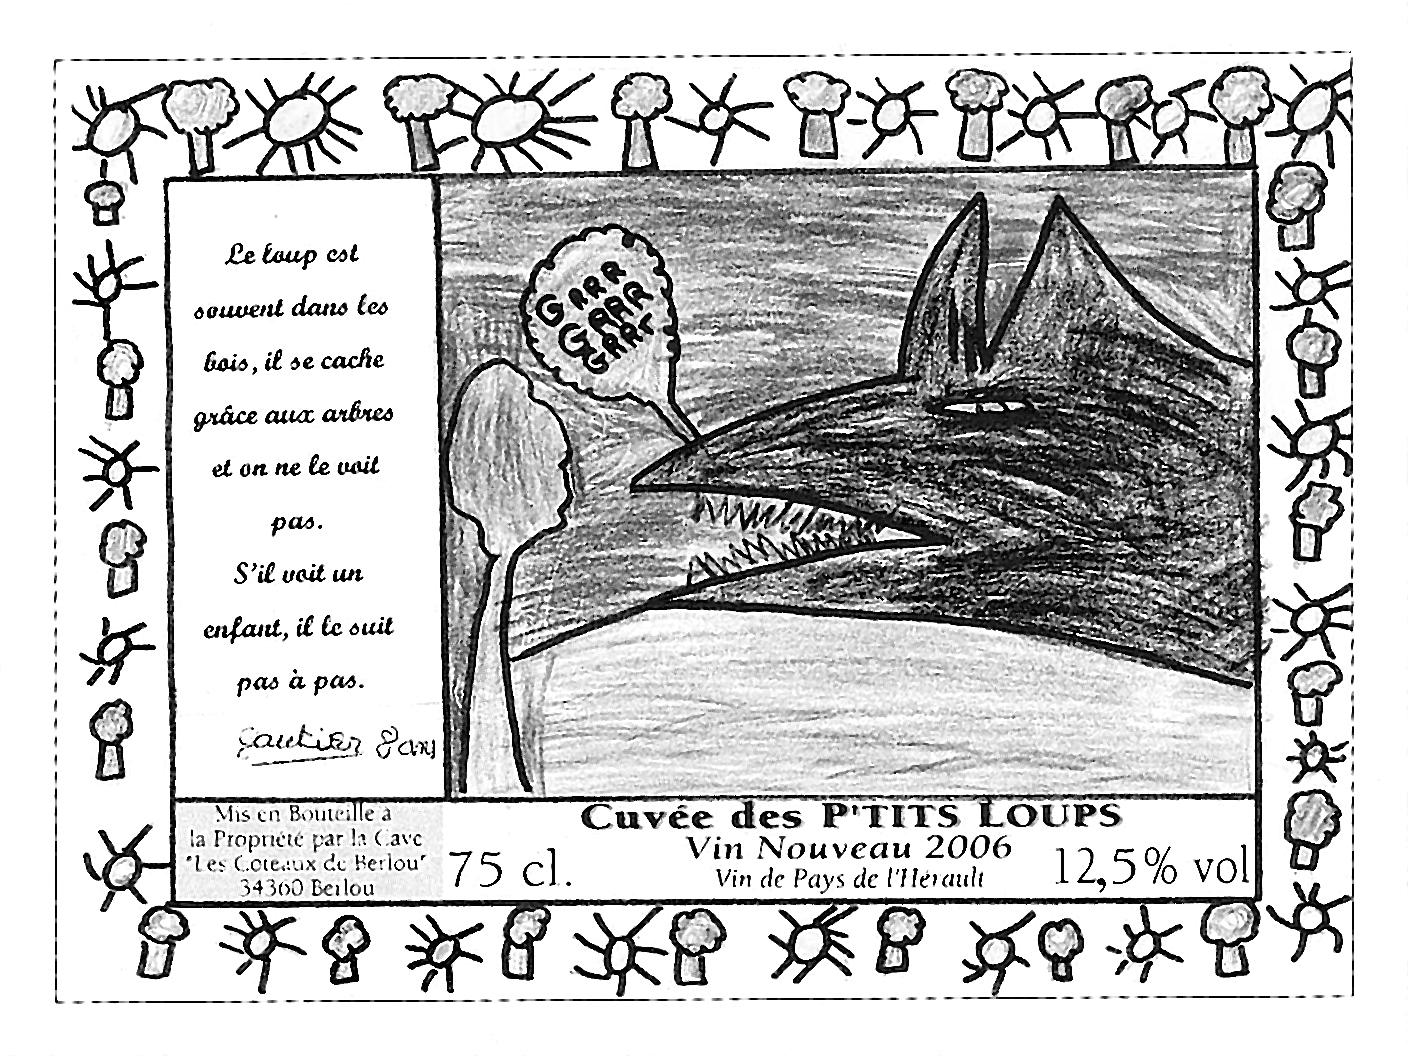 Le loup est
souvent dans les
bois, il se cache
grâce aux arbres
et on ne le voit
pas.
S'il voit un
enfant, il le suit
pas à pas.
Gautier 8 ans
GRRR
GRRR
GRRR
Mis en Bouteille à
la Propriété par la Cave
"Les Coteaux de Berlou"
34360 Berlou
75 cl.
Cuvée des P'TITS LOUPS
Vin Nouveau 2006
Vin de Pays de l'Hérault
12,5% vol